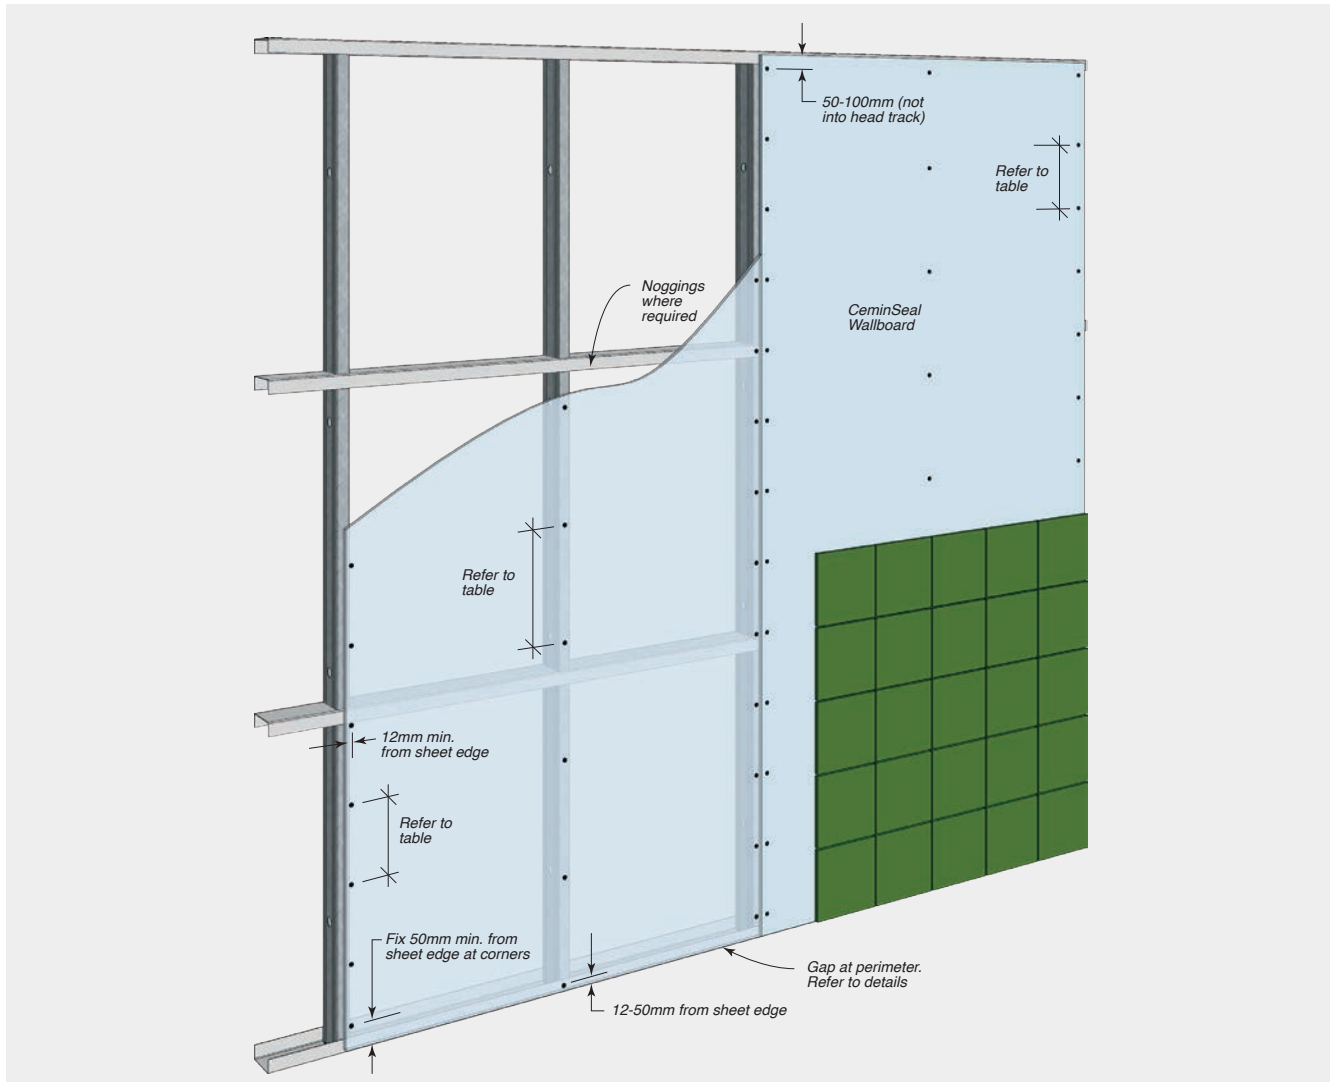 50-100mm (not
into head track)
Refer to
table
Noggings
where
required
CeminSeal
Wallboard
Refer to
table
12mm min.
from sheet edge
Refer to
table
Fix 50mm min. from
sheet edge at corners
Gap at perimeter.
Refer to details
12-50mm from sheet edge